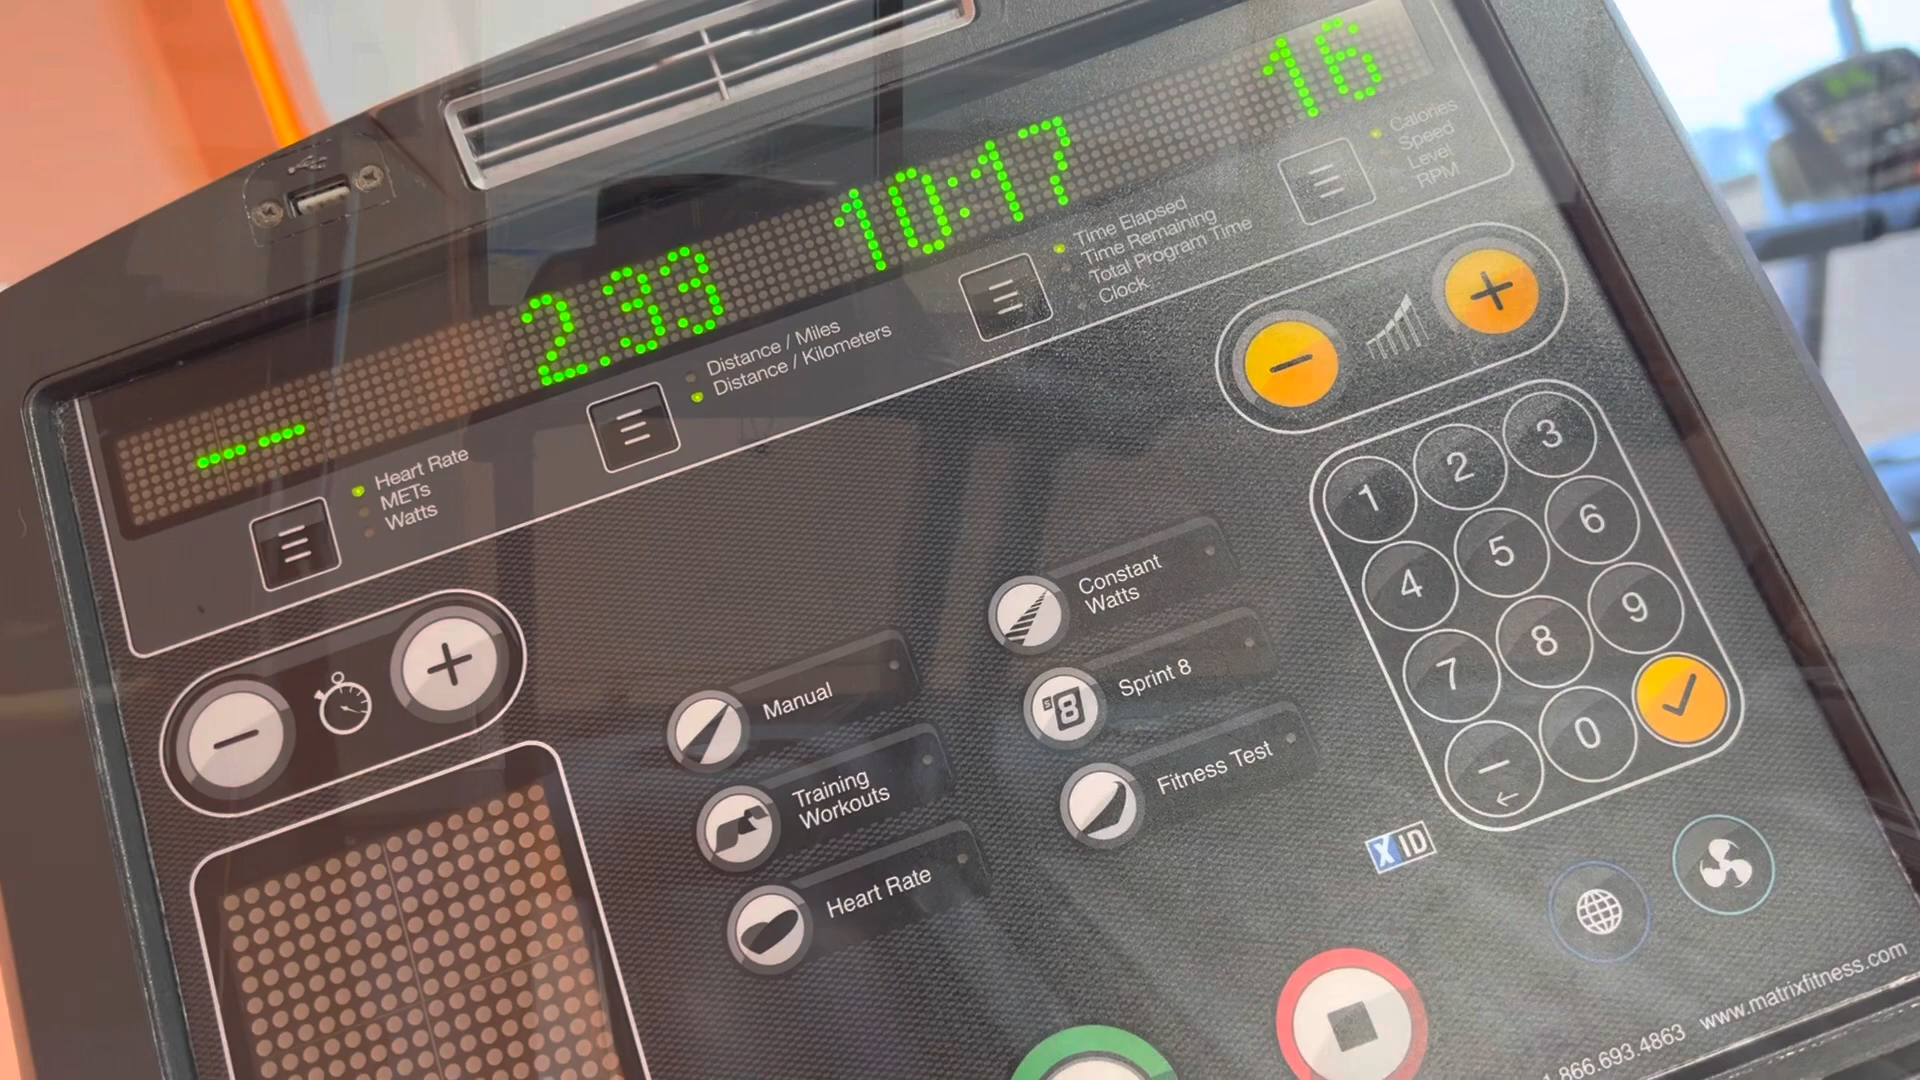 16
10:17
2.33
-- --
Calories
Speed
Level
RPM
Time Elapsed
Time Remaining
Total Program Time
Clock
Distance / Miles
Distance / Kilometers
Heart Rate
METs
Watts
1 2 3
4 5 6
7 8 9
0
Constant
Watts
Sprint 8
S8
Fitness Test
Manual
Training
Workouts
Heart Rate
XID
1.866.693.4863 www.matrixfitness.com